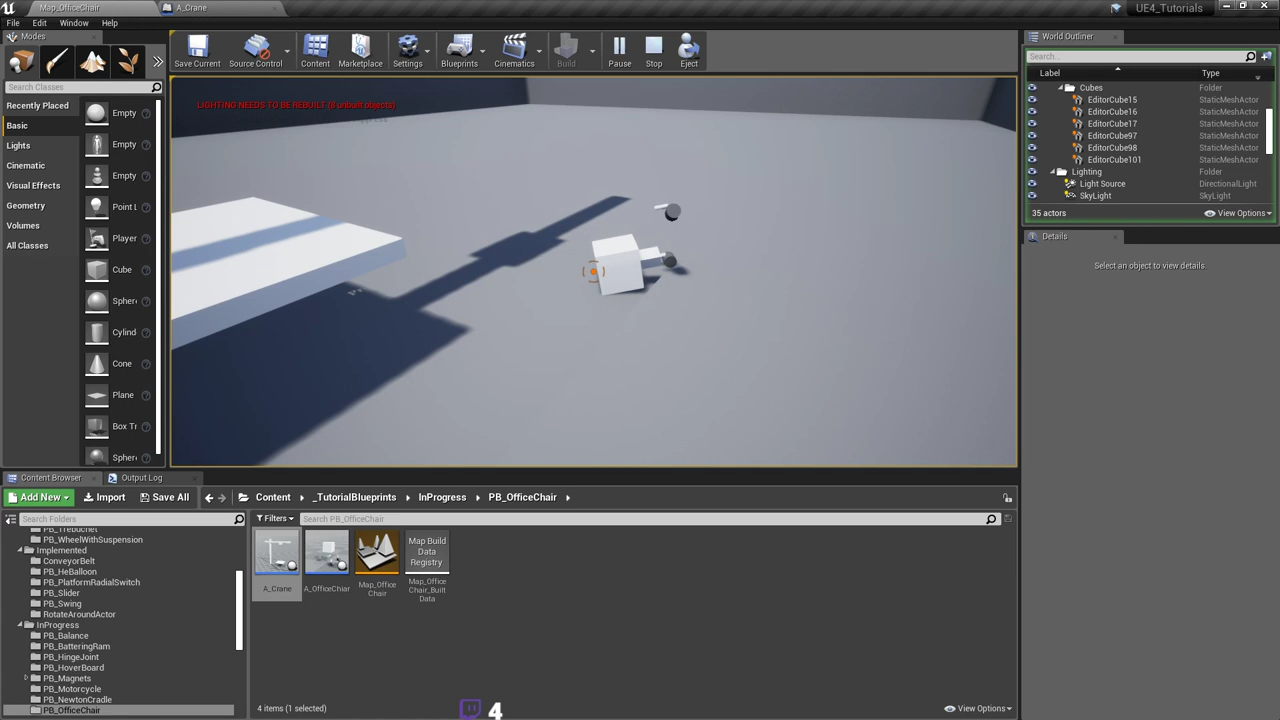 Map_OfficeChair
A_Crane
UE4_Tutorials
File Edit Window Help
Modes
Search Classes
Recently Placed
Basic
Lights
Cinematic
Visual Effects
Geometry
Volumes
All Classes
Empty
Empty
Empty
Point L
Player
Cube
Spher
Cylind
Cone
Plane
Box Tr
Spher
Save Current
Source Control
Content
Marketplace
Settings
Blueprints
Cinematics
Build
Pause
Stop
Eject
LIGHTING NEEDS TO BE REBUILT (8 unbuilt objects)
World Outliner
Search...
Label Type
Cubes Folder
EditorCube15 StaticMeshActor
EditorCube16 StaticMeshActor
EditorCube17 StaticMeshActor
EditorCube97 StaticMeshActor
EditorCube98 StaticMeshActor
EditorCube101 StaticMeshActor
Lighting Folder
Light Source DirectionalLight
SkyLight SkyLight
35 actors View Options
Details
Select an object to view details.
Content Browser Output Log
Add New Import Save All Content _TutorialBlueprints InProgress PB_OfficeChair
Search Folders
PB_Trebuchet
PB_WheelWithSuspension
Implemented
ConveyorBelt
PB_HeBalloon
PB_PlatformRadialSwitch
PB_Slider
PB_Swing
RotateAroundActor
InProgress
PB_Balance
PB_BatteringRam
PB_HingeJoint
PB_HoverBoard
PB_Magnets
PB_Motorcycle
PB_NewtonCradle
PB_OfficeChair
Filters Search PB_OfficeChair
A_Crane
A_OfficeChiar
Map_Office
Chair
Map Build
Data
Registry
Map_Office
Chair_Built
Data
4 items (1 selected)
4
View Options